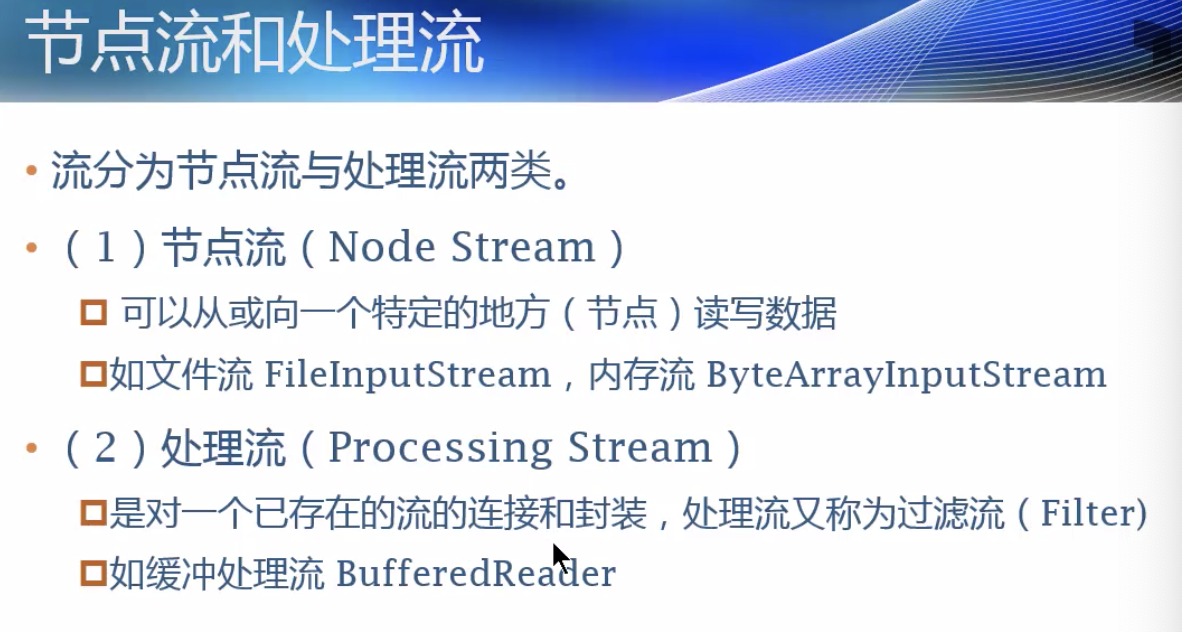 节点流和处理流
• 流分为节点流与处理流两类。
• （1）节点流（Node Stream）
可以从或向一个特定的地方（节点）读写数据
如文件流 FileInputStream，内存流 ByteArrayInputStream
• （2）处理流（Processing Stream）
是对一个已存在的流的连接和封装，处理流又称为过滤流（Filter)
如缓冲处理流 BufferedReader